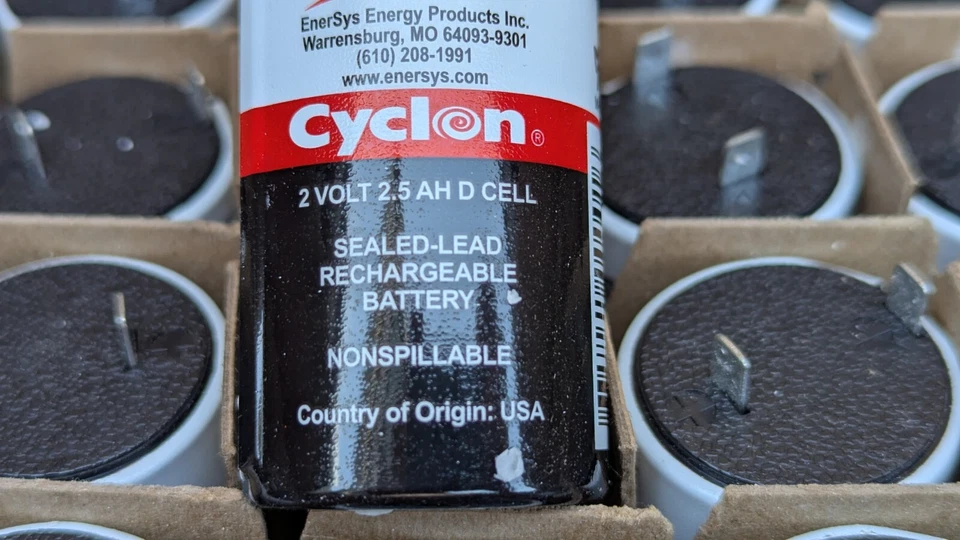 EnerSys Energy Products Inc.
Warrensburg, MO 64093-9301
(610) 208-1991
www.enersys.com
Cyclon®
2 VOLT 2.5 AH D CELL
SEALED-LEAD
RECHARGEABLE
BATTERY
NONSPILLABLE
Country of Origin: USA